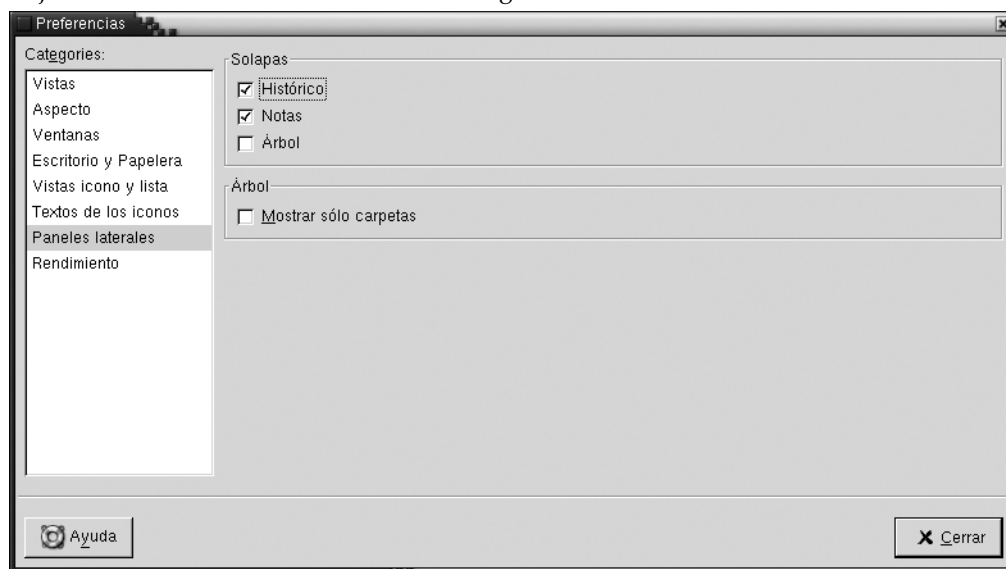 Preferencias
Categories:
Vistas
Aspecto
Ventanas
Escritorio y Papelera
Vistas icono y lista
Textos de los iconos
Paneles laterales
Rendimiento
Solapas
Histórico
Notas
Árbol
Árbol
Mostrar sólo carpetas
Ayuda
Cerrar